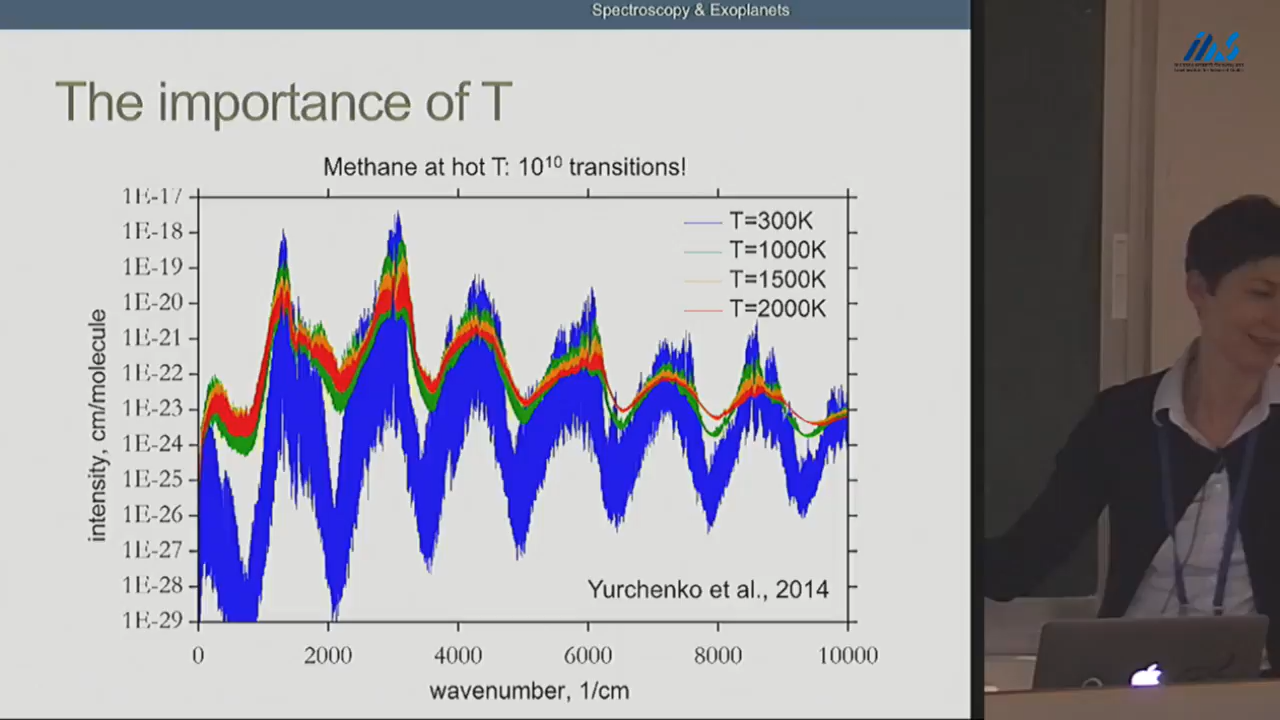 Spectroscopy & Exoplanets
The importance of T
Methane at hot T: 10¹⁰ transitions!
1E-17
1E-18
1E-19
1E-20
1E-21
1E-22
1E-23
1E-24
1E-25
1E-26
1E-27
1E-28
1E-29
intensity, cm/molecule
T=300K
T=1000K
T=1500K
T=2000K
Yurchenko et al., 2014
0 2000 4000 6000 8000 10000
wavenumber, 1/cm